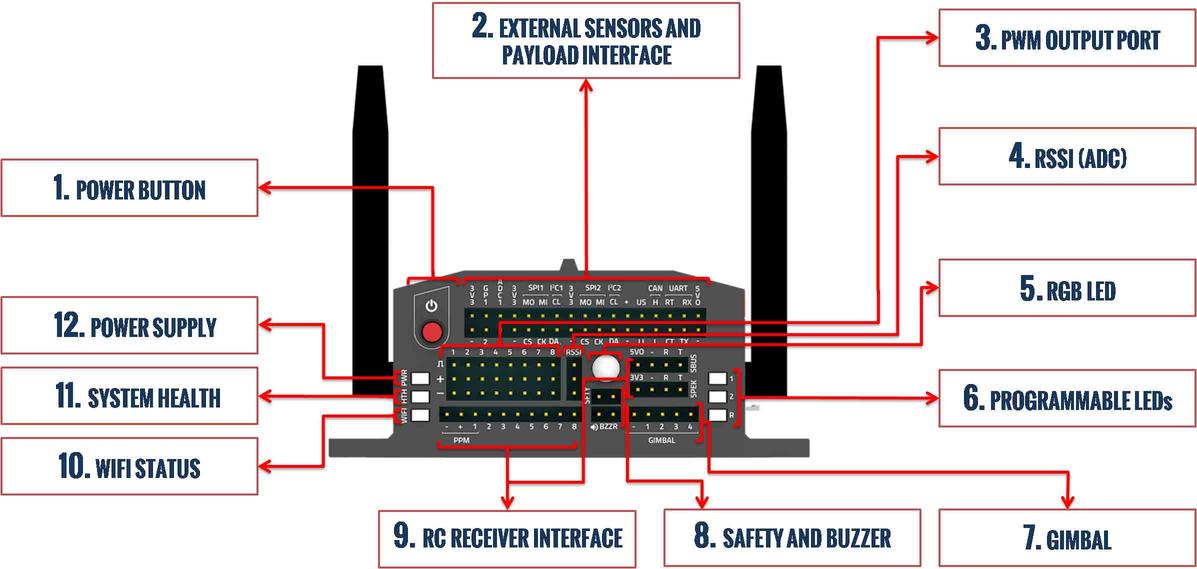 2. EXTERNAL SENSORS AND
PAYLOAD INTERFACE
3. PWM OUTPUT PORT
4. RSSI (ADC)
1. POWER BUTTON
5. RGB LED
12. POWER SUPPLY
11. SYSTEM HEALTH
6. PROGRAMMABLE LEDs
10. WIFI STATUS
9. RC RECEIVER INTERFACE
8. SAFETY AND BUZZER
7. GIMBAL
3V3 GP1 ADC1 3V3 SPI1 I²C1 3V3 SPI2 I²C2 CAN UART 5V0
MO MI CL MO MI CL + US H RT RX
- 2 - CS CK DA - CS CK DA - U L CT TX -
1 2 3 4 5 6 7 8 RSSI
5V0 - R T
SBUS
3V3 - R T
SPEK
+
-
PWR
HTH
WIFI
SFTY
BZZR
1
2
R
- + 1 2 3 4 5 6 7 8
PPM
- 1 2 3 4
GIMBAL